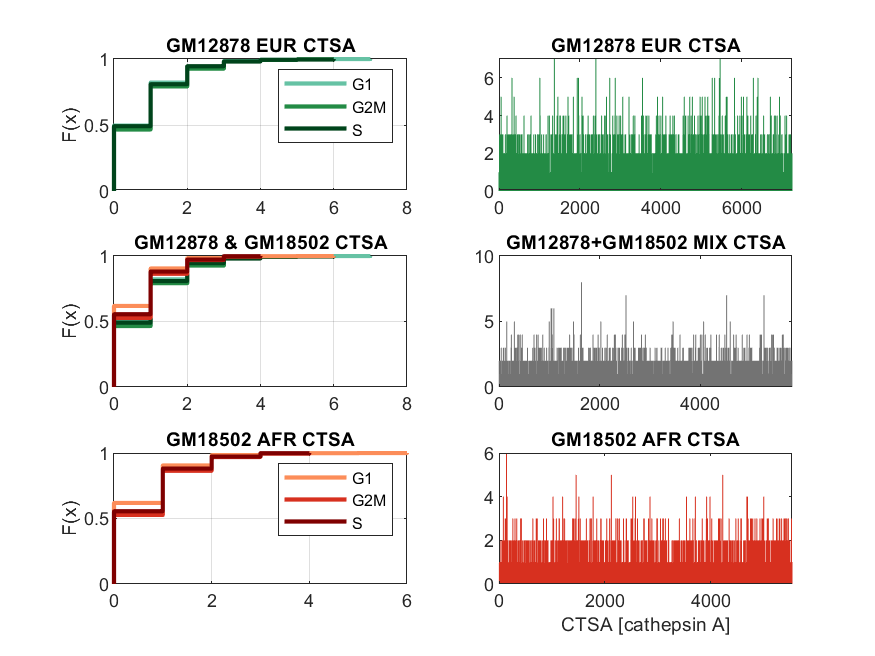 GM12878 EUR CTSA
F(x)
1
0.5
0
0 2 4 6 8
G1
G2M
S
GM12878 EUR CTSA
6
4
2
0
0 2000 4000 6000
GM12878 & GM18502 CTSA
F(x)
1
0.5
0
0 2 4 6 8
GM12878+GM18502 MIX CTSA
10
5
0
0 2000 4000
GM18502 AFR CTSA
F(x)
1
0.5
0
0 2 4 6
G1
G2M
S
GM18502 AFR CTSA
6
4
2
0
0 2000 4000
CTSA [cathepsin A]